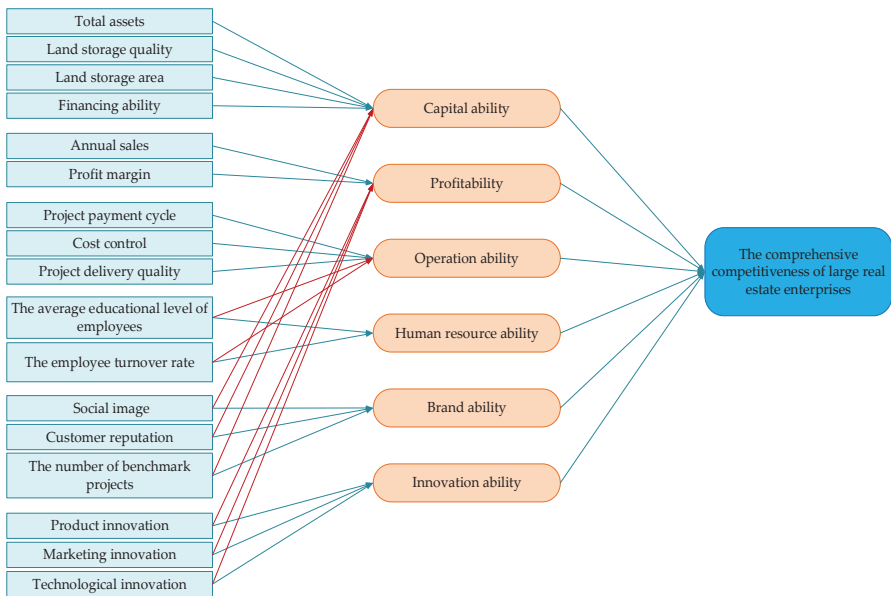 Total assets
Land storage quality
Land storage area
Financing ability
Annual sales
Profit margin
Project payment cycle
Cost control
Project delivery quality
The average educational level of
employees
The employee turnover rate
Social image
Customer reputation
The number of benchmark
projects
Product innovation
Marketing innovation
Technological innovation
Capital ability
Profitability
Operation ability
Human resource ability
Brand ability
Innovation ability
The comprehensive
competitiveness of large real
estate enterprises